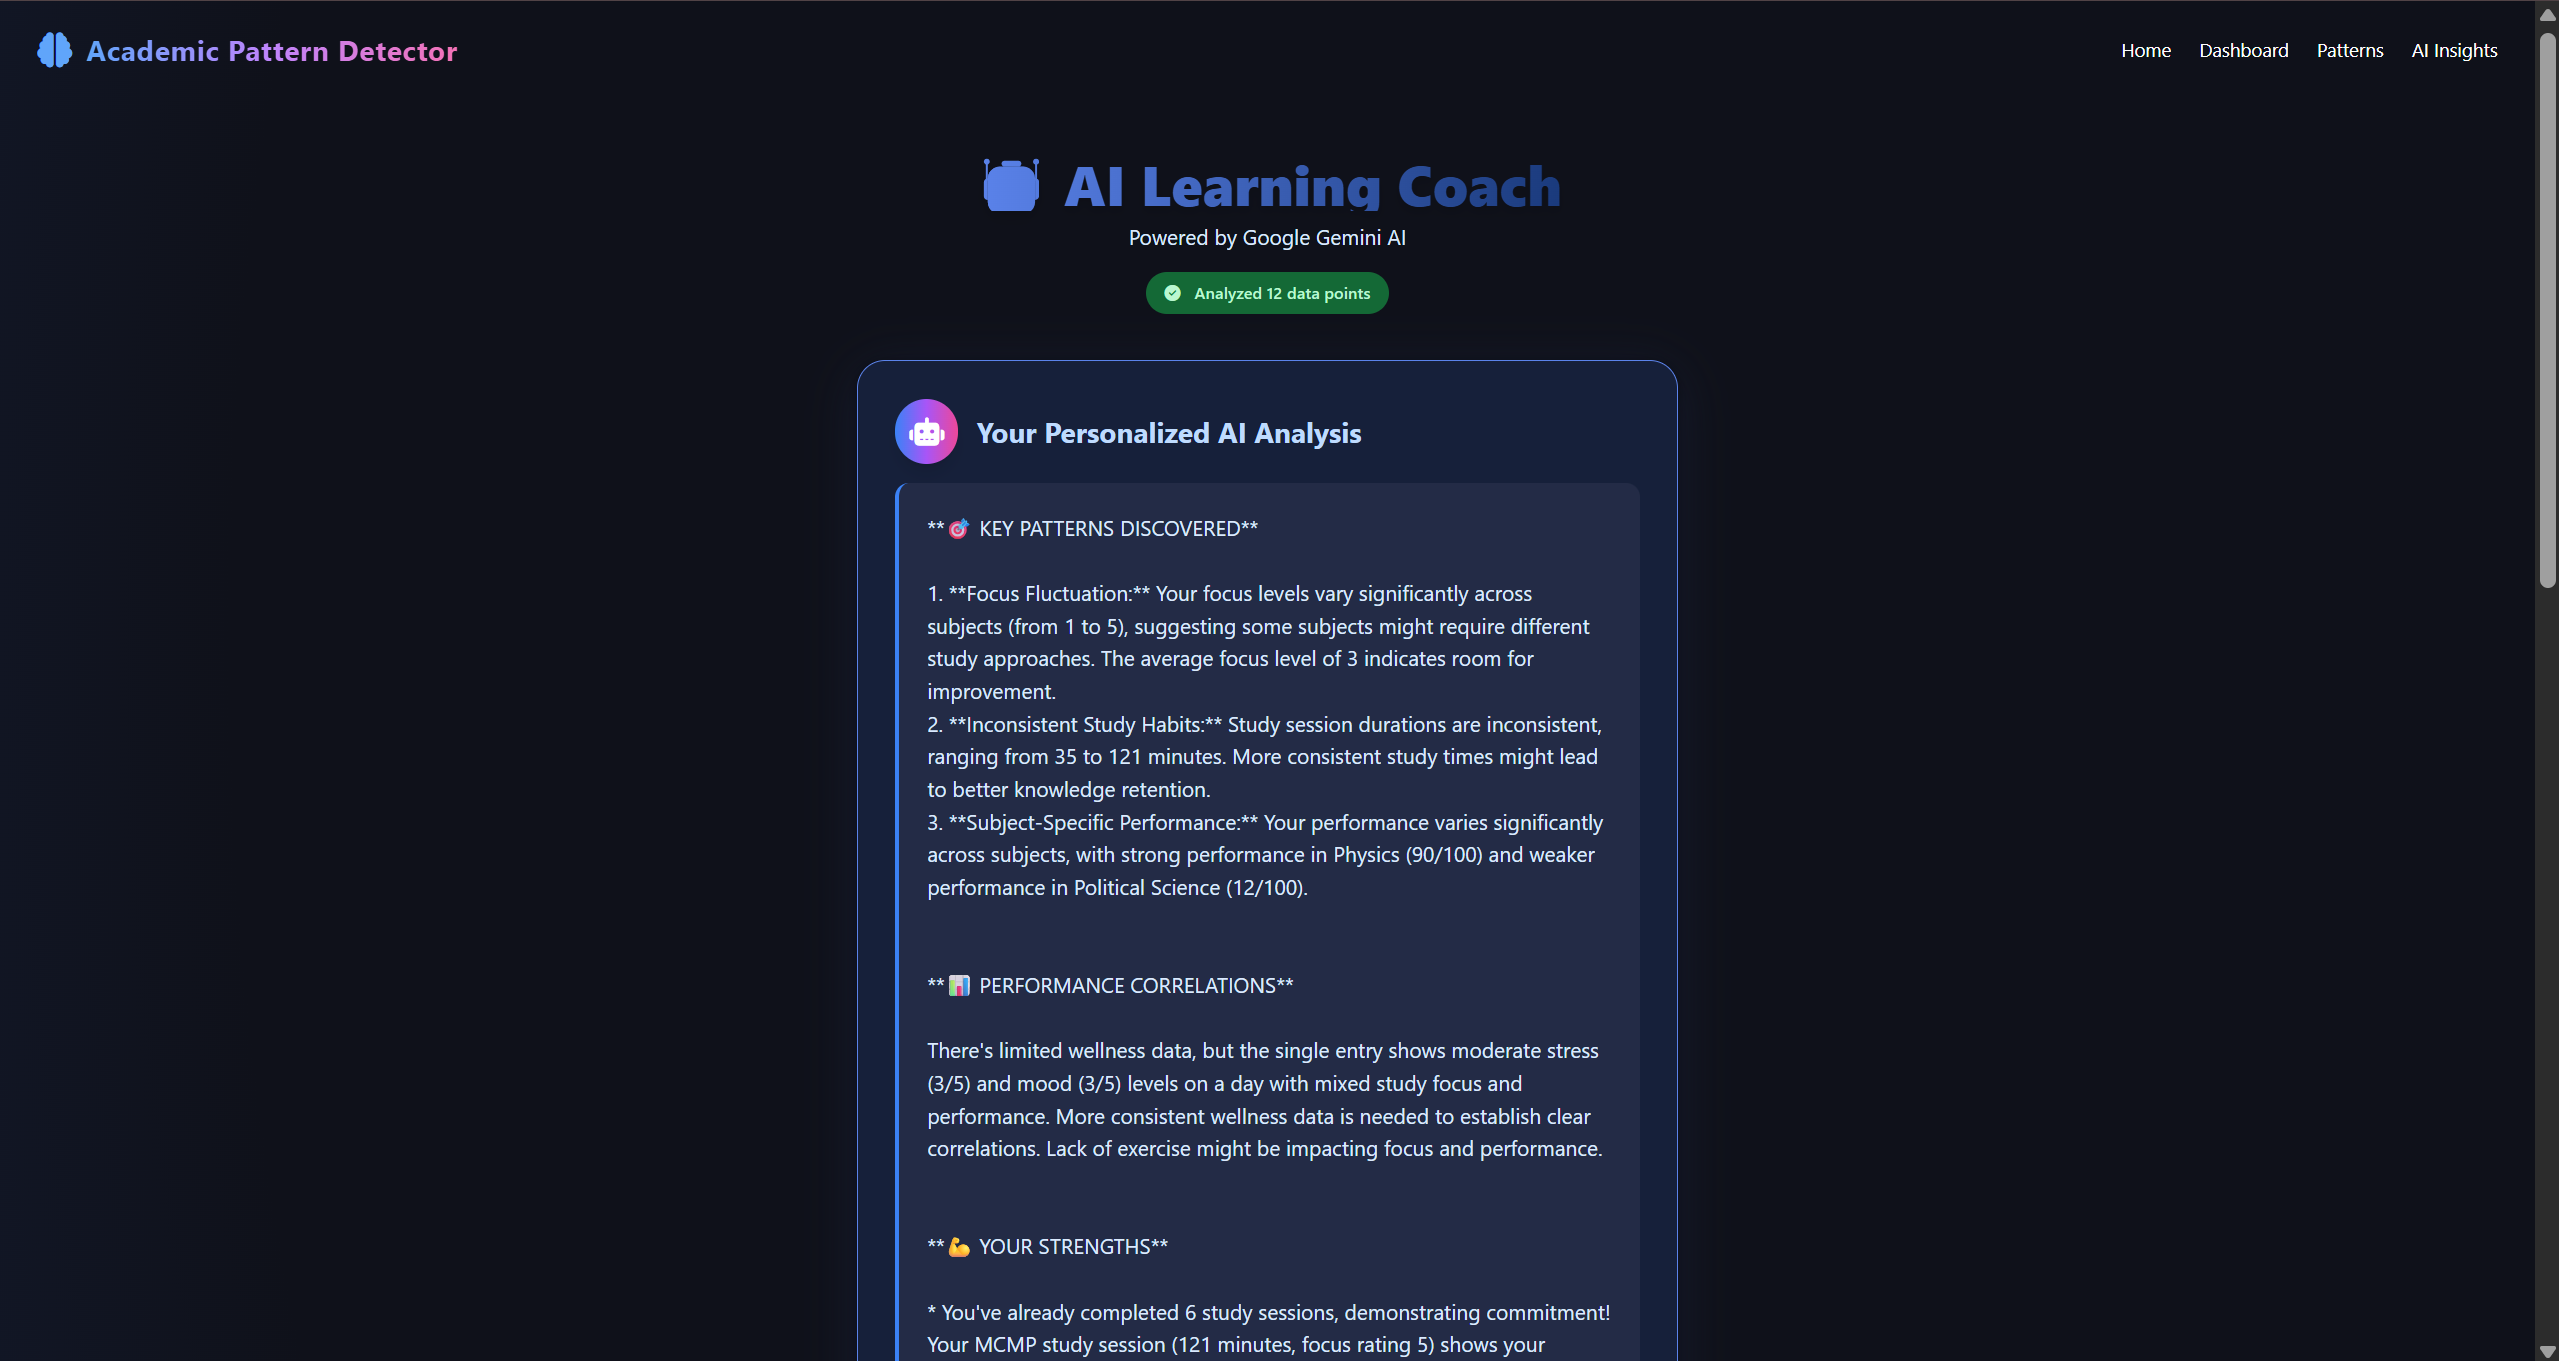 Academic Pattern Detector
Home Dashboard Patterns AI Insights
AI Learning Coach
Powered by Google Gemini AI
Analyzed 12 data points
Your Personalized AI Analysis
**🎯 KEY PATTERNS DISCOVERED**
1. **Focus Fluctuation:** Your focus levels vary significantly across
subjects (from 1 to 5), suggesting some subjects might require different
study approaches. The average focus level of 3 indicates room for
improvement.
2. **Inconsistent Study Habits:** Study session durations are inconsistent,
ranging from 35 to 121 minutes. More consistent study times might lead
to better knowledge retention.
3. **Subject-Specific Performance:** Your performance varies significantly
across subjects, with strong performance in Physics (90/100) and weaker
performance in Political Science (12/100).
**📊 PERFORMANCE CORRELATIONS**
There's limited wellness data, but the single entry shows moderate stress
(3/5) and mood (3/5) levels on a day with mixed study focus and
performance. More consistent wellness data is needed to establish clear
correlations. Lack of exercise might be impacting focus and performance.
**💪 YOUR STRENGTHS**
* You've already completed 6 study sessions, demonstrating commitment!
Your MCMP study session (121 minutes, focus rating 5) shows your